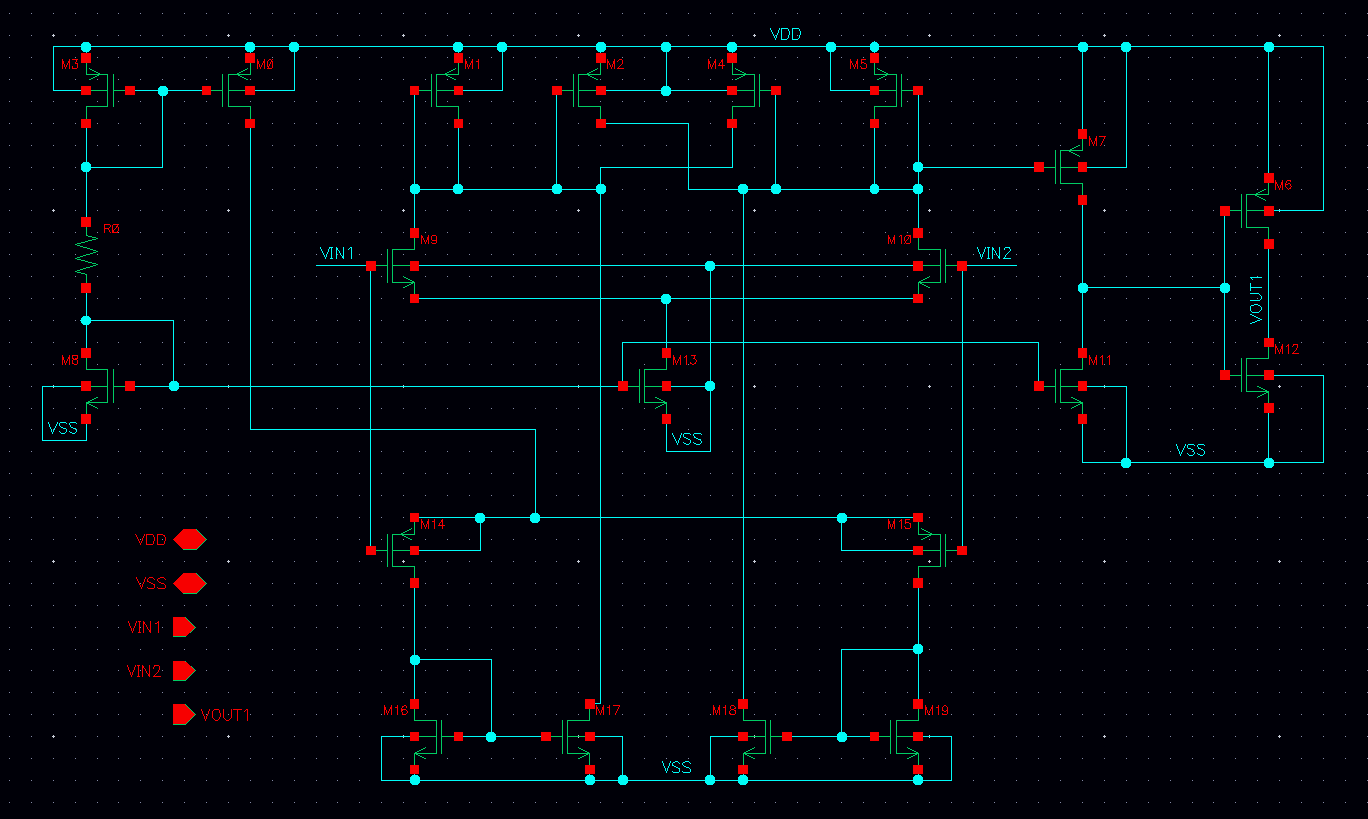 VDD
M3 M0 M1 M2 M4 M5
M7
M6
R0
M9 M10
VIN1 VIN2
VOUT1
M8 M13 M11 M12
VSS VSS VSS
M14 M15
VDD
VSS
VIN1
VIN2
VOUT1
M16 M17 M18 M19
VSS